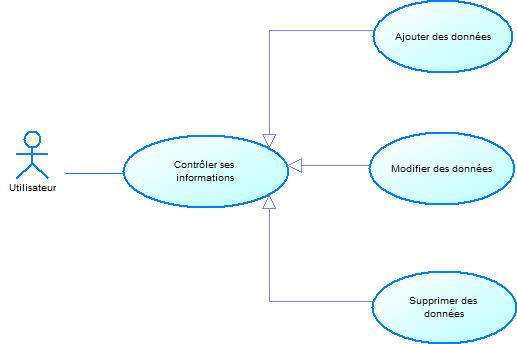 Ajouter des données
Contrôler ses
informations
Modifier des données
Utilisateur
Supprimer des
données